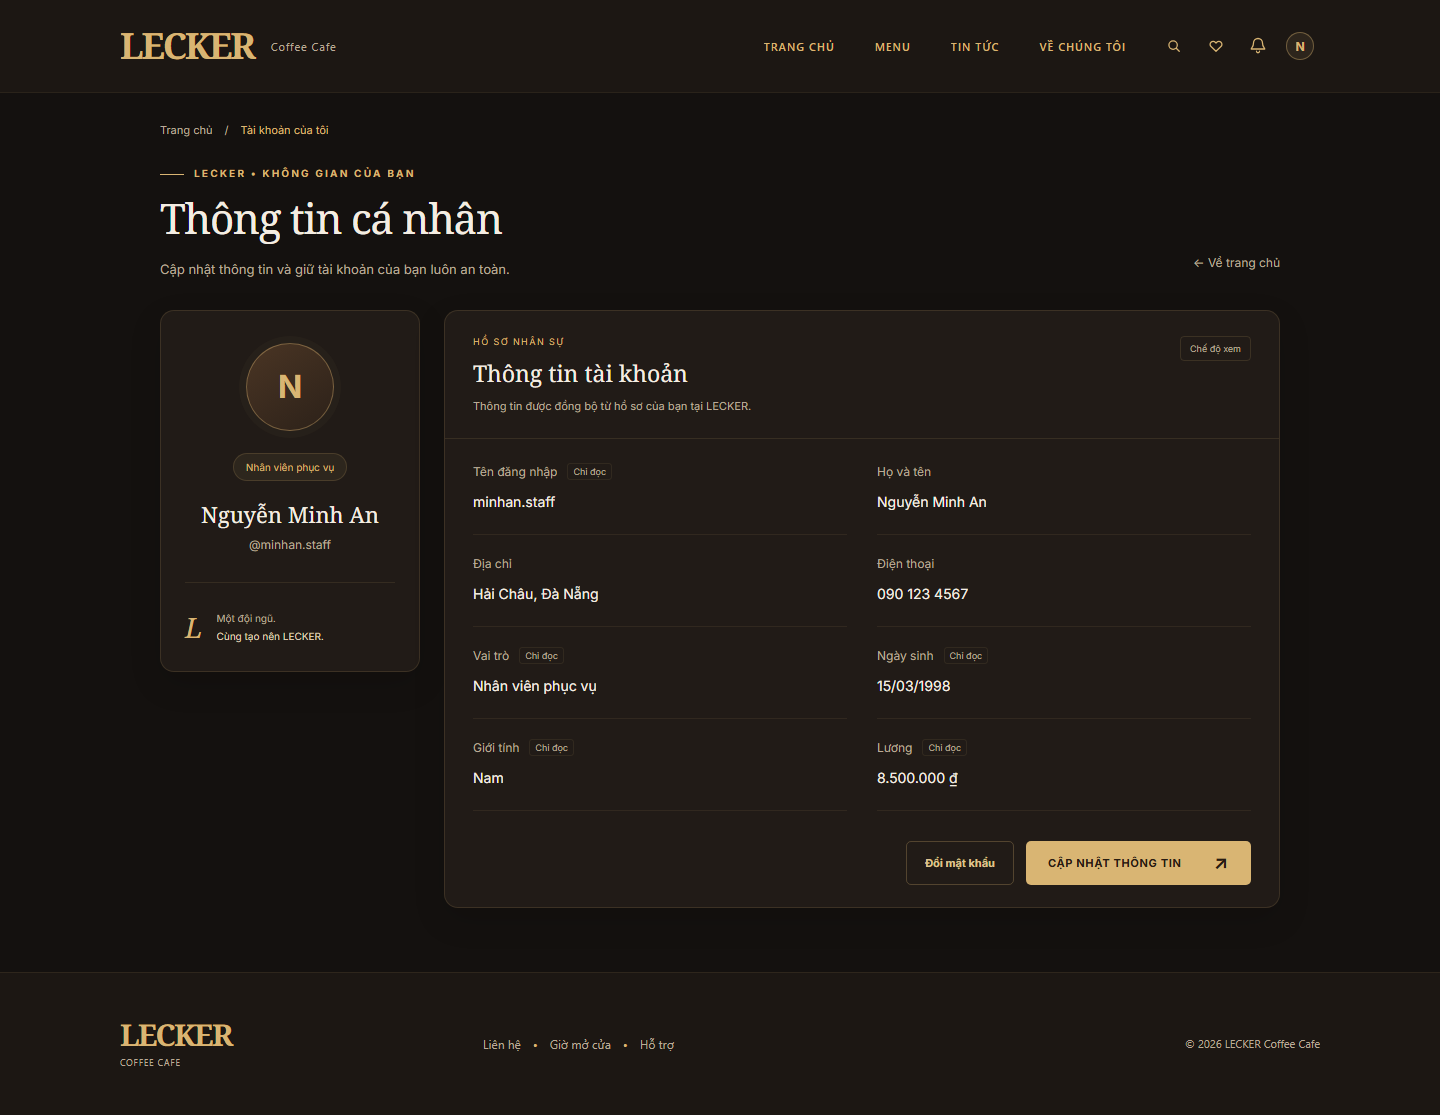 LECKER Coffee Cafe
TRANG CHỦ MENU TIN TỨC VỀ CHÚNG TÔI N
Trang chủ / Tài khoản của tôi
LECKER • KHÔNG GIAN CỦA BẠN
Thông tin cá nhân
Cập nhật thông tin và giữ tài khoản của bạn luôn an toàn.
← Về trang chủ
N
Nhân viên phục vụ
Nguyễn Minh An
@minhan.staff
L
Một đội ngũ.
Cùng tạo nên LECKER.
HỒ SƠ NHÂN SỰ
Chế độ xem
Thông tin tài khoản
Thông tin được đồng bộ từ hồ sơ của bạn tại LECKER.
Tên đăng nhập Chỉ đọc
minhan.staff
Họ và tên
Nguyễn Minh An
Địa chỉ
Hải Châu, Đà Nẵng
Điện thoại
090 123 4567
Vai trò Chỉ đọc
Nhân viên phục vụ
Ngày sinh Chỉ đọc
15/03/1998
Giới tính Chỉ đọc
Nam
Lương Chỉ đọc
8.500.000 ₫
Đổi mật khẩu
CẬP NHẬT THÔNG TIN
LECKER
COFFEE CAFE
Liên hệ • Giờ mở cửa • Hỗ trợ
© 2026 LECKER Coffee Cafe